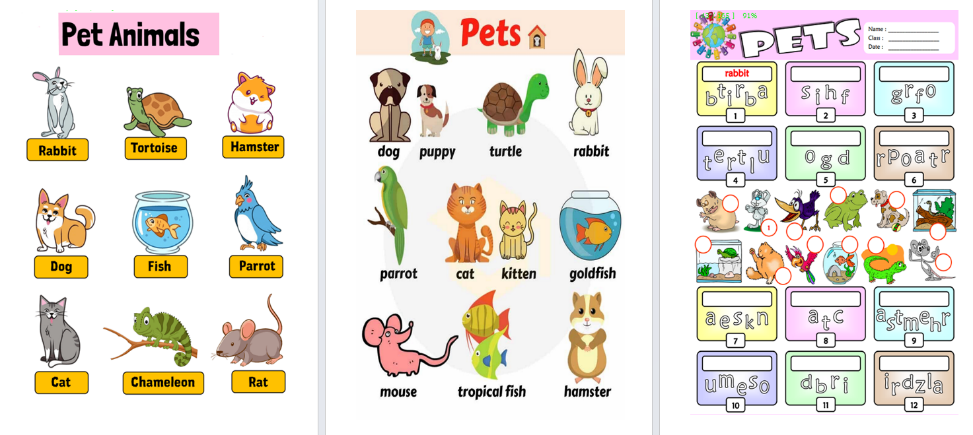 Pet Animals
Rabbit
Tortoise
Hamster
Dog
Fish
Parrot
Cat
Chameleon
Rat
Pets
dog
puppy
turtle
rabbit
parrot
cat
kitten
goldfish
mouse
tropical fish
hamster
91%
PETS
Name :
Class :
Date :
rabbit
btirba
1
sihf
2
grfo
3
tertlu
4
ogd
5
rpoatr
6
1
aeskn
7
atc
8
astmehr
9
umeso
10
dbri
11
irdzla
12